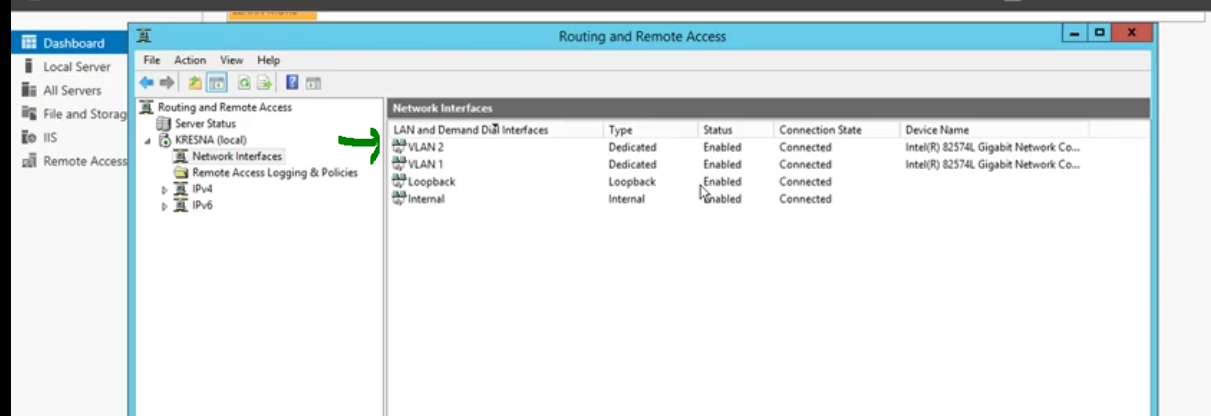 Routing and Remote Access
File Action View Help
Dashboard
Local Server
All Servers
File and Storag
IIS
Remote Access
Routing and Remote Access
Server Status
KRESNA (local)
Network Interfaces
Remote Access Logging & Policies
IPv4
IPv6
Network Interfaces
LAN and Demand Dial Interfaces Type Status Connection State Device Name
VLAN 2 Dedicated Enabled Connected Intel(R) 82574L Gigabit Network Co...
VLAN 1 Dedicated Enabled Connected Intel(R) 82574L Gigabit Network Co...
Loopback Loopback Enabled Connected
Internal Internal Enabled Connected